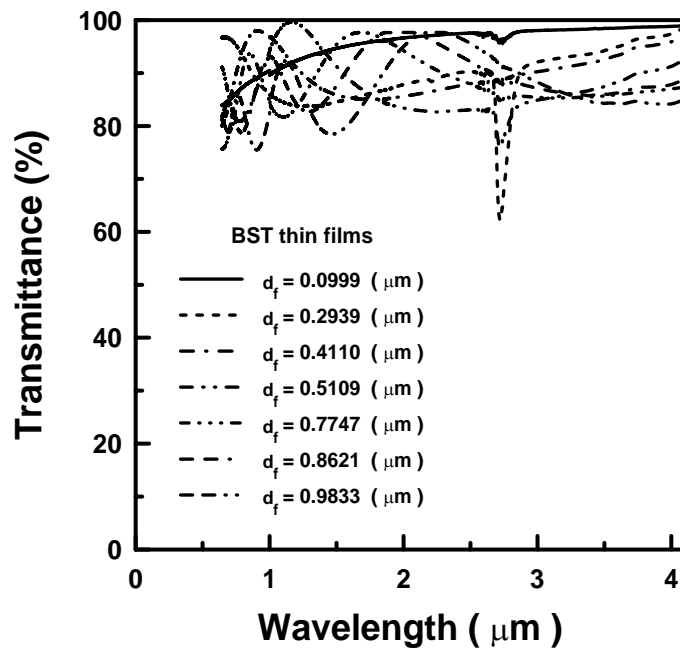 Transmittance (%)
100
80
60
40
20
0
BST thin films
d_f = 0.0999 ( μm )
d_f = 0.2939 ( μm )
d_f = 0.4110 ( μm )
d_f = 0.5109 ( μm )
d_f = 0.7747 ( μm )
d_f = 0.8621 ( μm )
d_f = 0.9833 ( μm )
0 1 2 3 4
Wavelength ( μm )